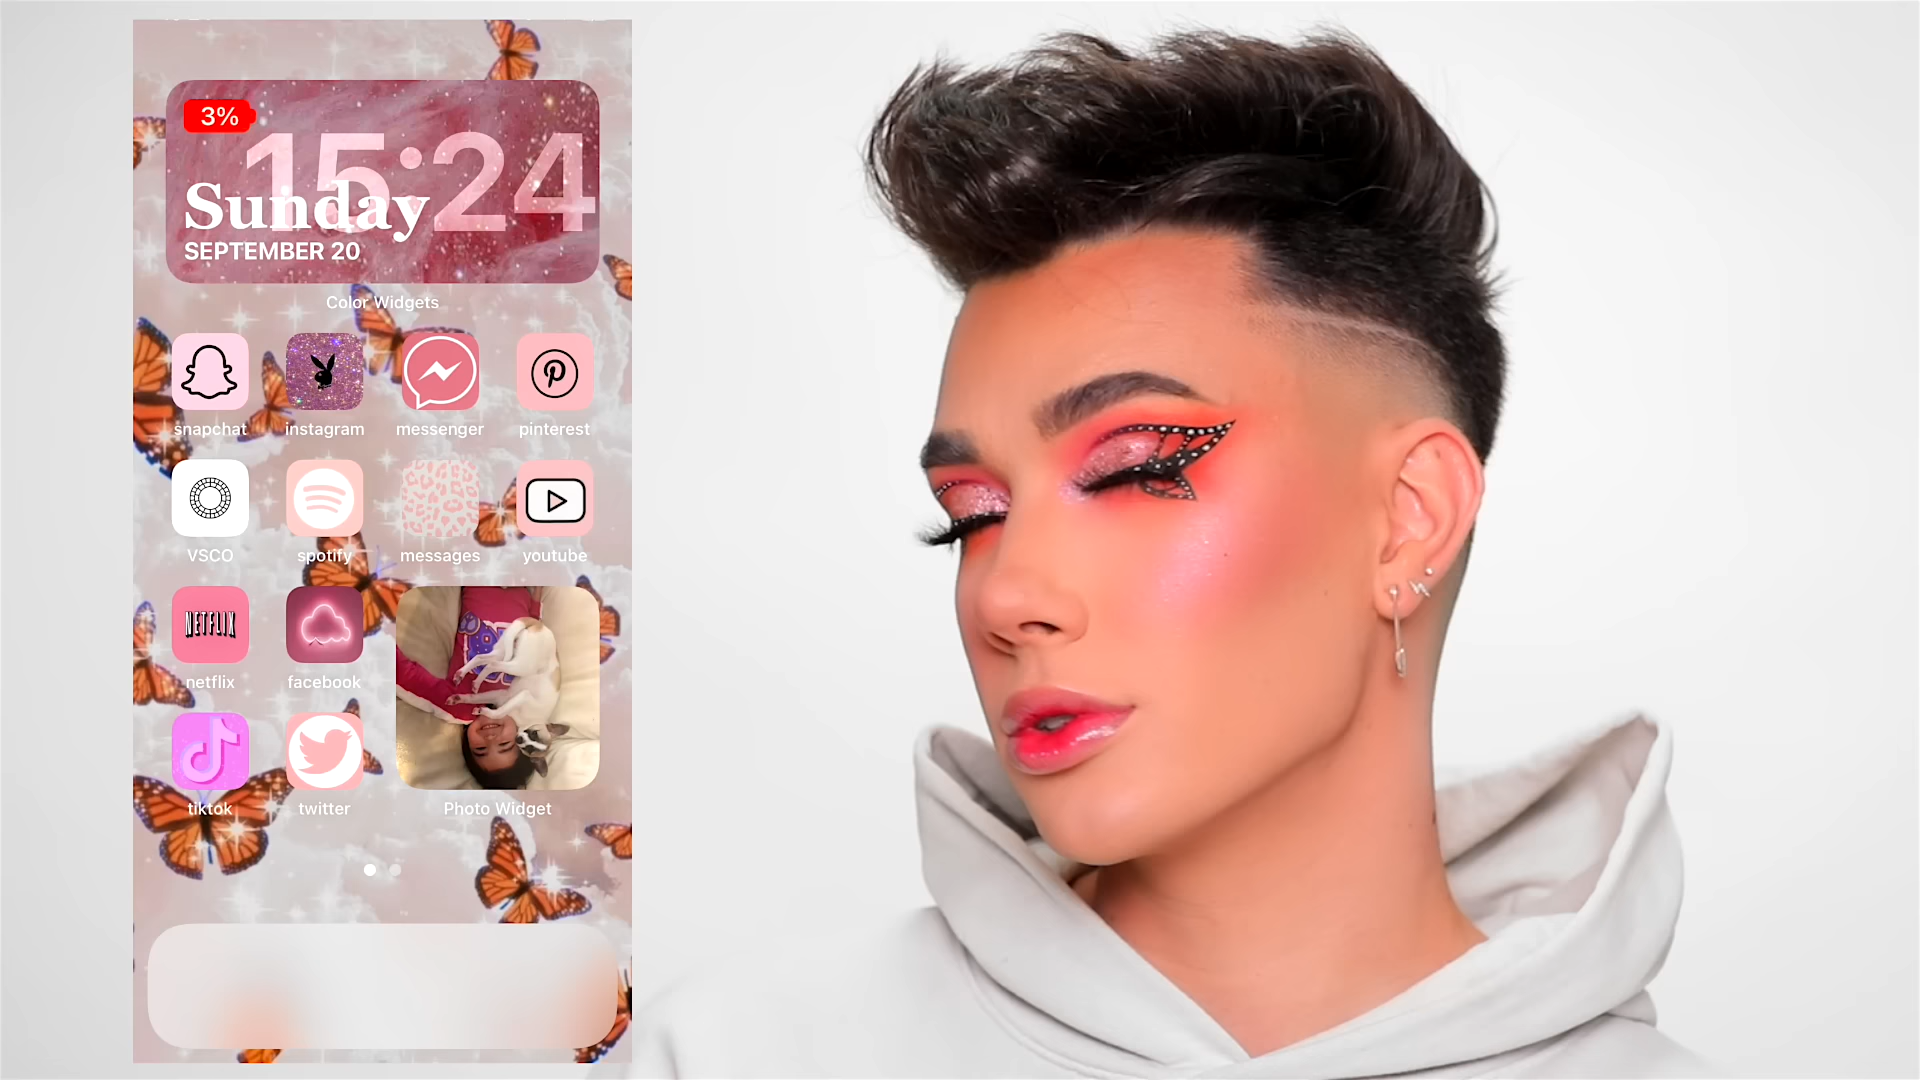 3%
15:24
Sunday
SEPTEMBER 20
Color Widgets
snapchat
instagram
messenger
pinterest
VSCO
spotify
messages
youtube
NETFLIX
netflix
facebook
tiktok
twitter
Photo Widget